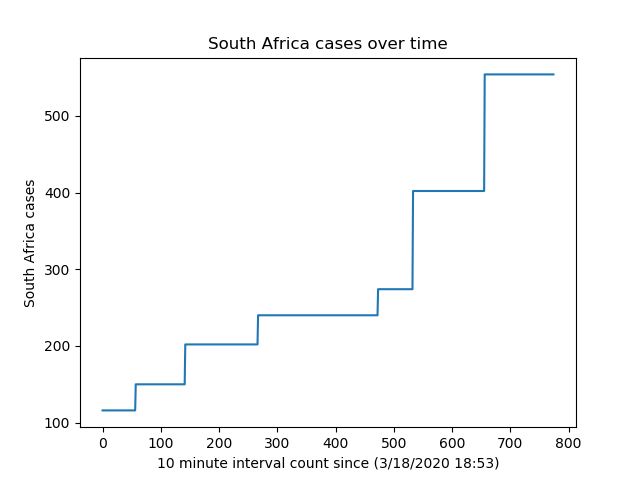 South Africa cases over time
500
400
300
200
100
South Africa cases
0 100 200 300 400 500 600 700 800
10 minute interval count since (3/18/2020 18:53)